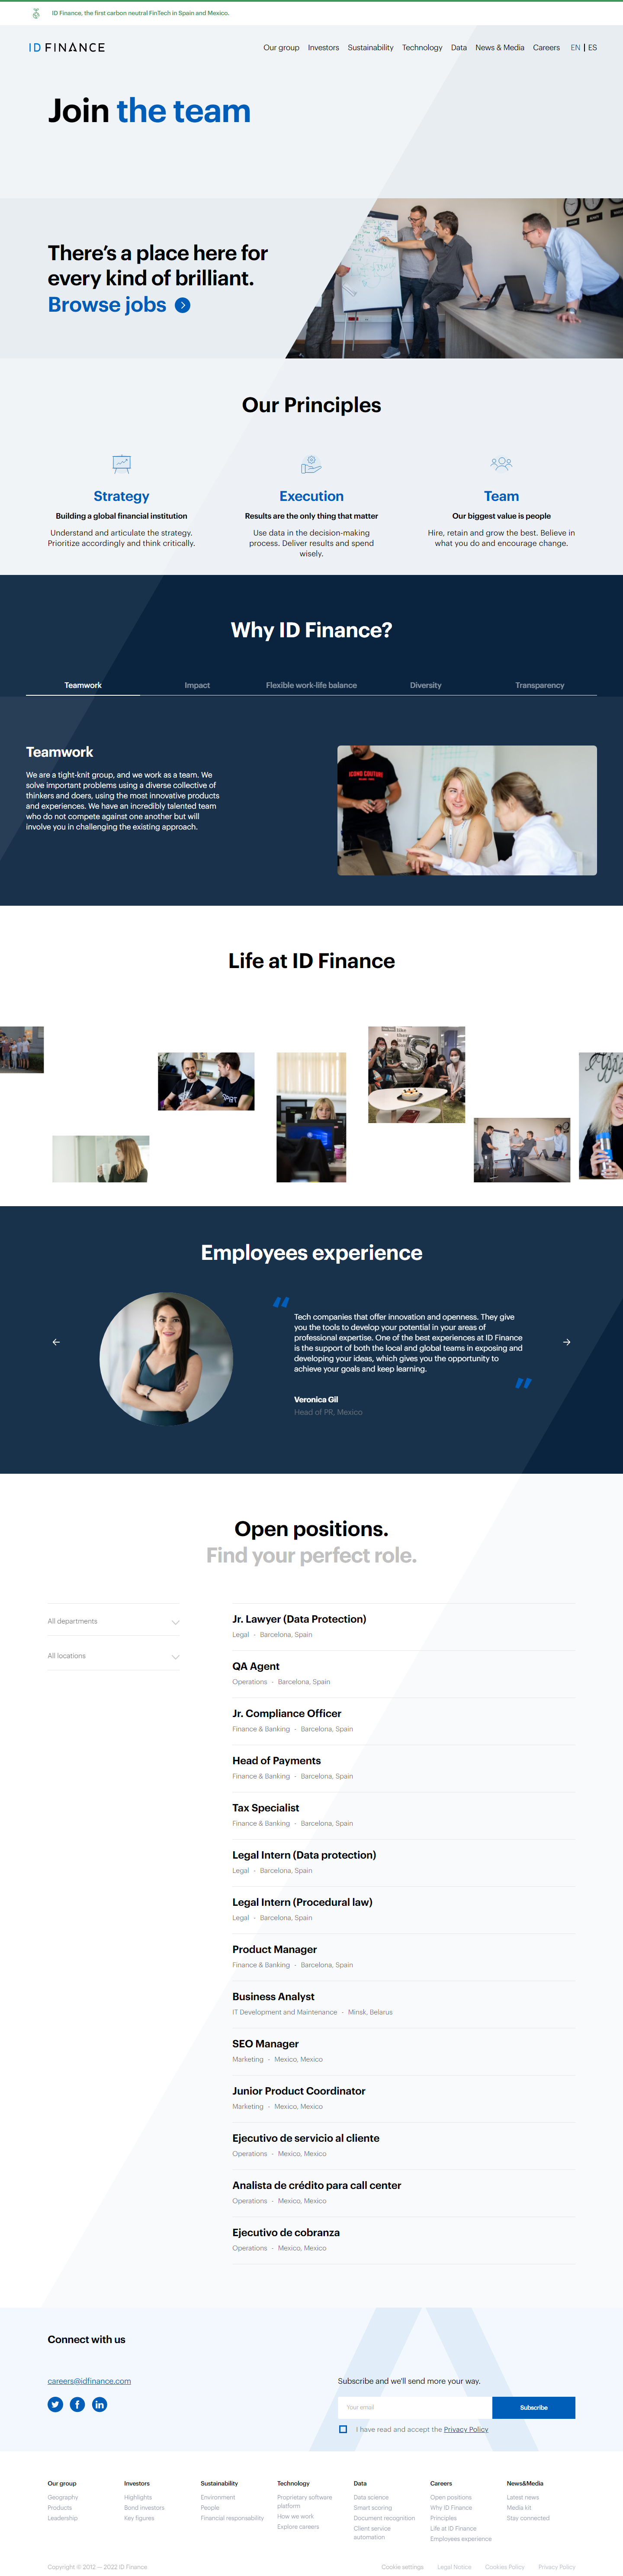 ID Finance, the first carbon neutral FinTech in Spain and Mexico.
ID FINANCE
Our group Investors Sustainability Technology Data News & Media Careers EN | ES
Join the team
There's a place here for
every kind of brilliant.
Browse jobs
Our Principles
Strategy
Building a global financial institution
Understand and articulate the strategy.
Prioritize accordingly and think critically.
Execution
Results are the only thing that matter
Use data in the decision-making
process. Deliver results and spend
wisely.
Team
Our biggest value is people
Hire, retain and grow the best. Believe in
what you do and encourage change.
Why ID Finance?
Teamwork Impact Flexible work-life balance Diversity Transparency
Teamwork
We are a tight-knit group, and we work as a team. We
solve important problems using a diverse collective of
thinkers and doers, using the most innovative products
and experiences. We have an incredibly talented team
who do not compete against one another but will
involve you in challenging the existing approach.
Life at ID Finance
Employees experience
Tech companies that offer innovation and openness. They give
you the tools to develop your potential in your areas of
professional expertise. One of the best experiences at ID Finance
is the support of both the local and global teams in exposing and
developing your ideas, which gives you the opportunity to
achieve your goals and keep learning.
Veronica Gil
Head of PR, Mexico
Open positions.
Find your perfect role.
All departments
All locations
Jr. Lawyer (Data Protection)
Legal - Barcelona, Spain
QA Agent
Operations - Barcelona, Spain
Jr. Compliance Officer
Finance & Banking - Barcelona, Spain
Head of Payments
Finance & Banking - Barcelona, Spain
Tax Specialist
Finance & Banking - Barcelona, Spain
Legal Intern (Data protection)
Legal - Barcelona, Spain
Legal Intern (Procedural law)
Legal - Barcelona, Spain
Product Manager
Finance & Banking - Barcelona, Spain
Business Analyst
IT Development and Maintenance - Minsk, Belarus
SEO Manager
Marketing - Mexico, Mexico
Junior Product Coordinator
Marketing - Mexico, Mexico
Ejecutivo de servicio al cliente
Operations - Mexico, Mexico
Analista de crédito para call center
Operations - Mexico, Mexico
Ejecutivo de cobranza
Operations - Mexico, Mexico
Connect with us
careers@idfinance.com
Subscribe and we'll send more your way.
Your email
Subscribe
I have read and accept the Privacy Policy
Our group
Geography
Products
Leadership
Investors
Highlights
Bond investors
Key Figures
Sustainability
Environment
People
Financial responsability
Technology
Proprietary software
platform
How we work
Explore careers
Data
Data science
Smart scoring
Document recognition
Client service
automation
Careers
Open positions
Why ID Finance
Principles
Life at ID Finance
Employees experience
News&Media
Latest news
Media kit
Stay connected
Copyright © 2012 — 2022 ID Finance
Cookie settings Legal Notice Cookies Policy Privacy Policy